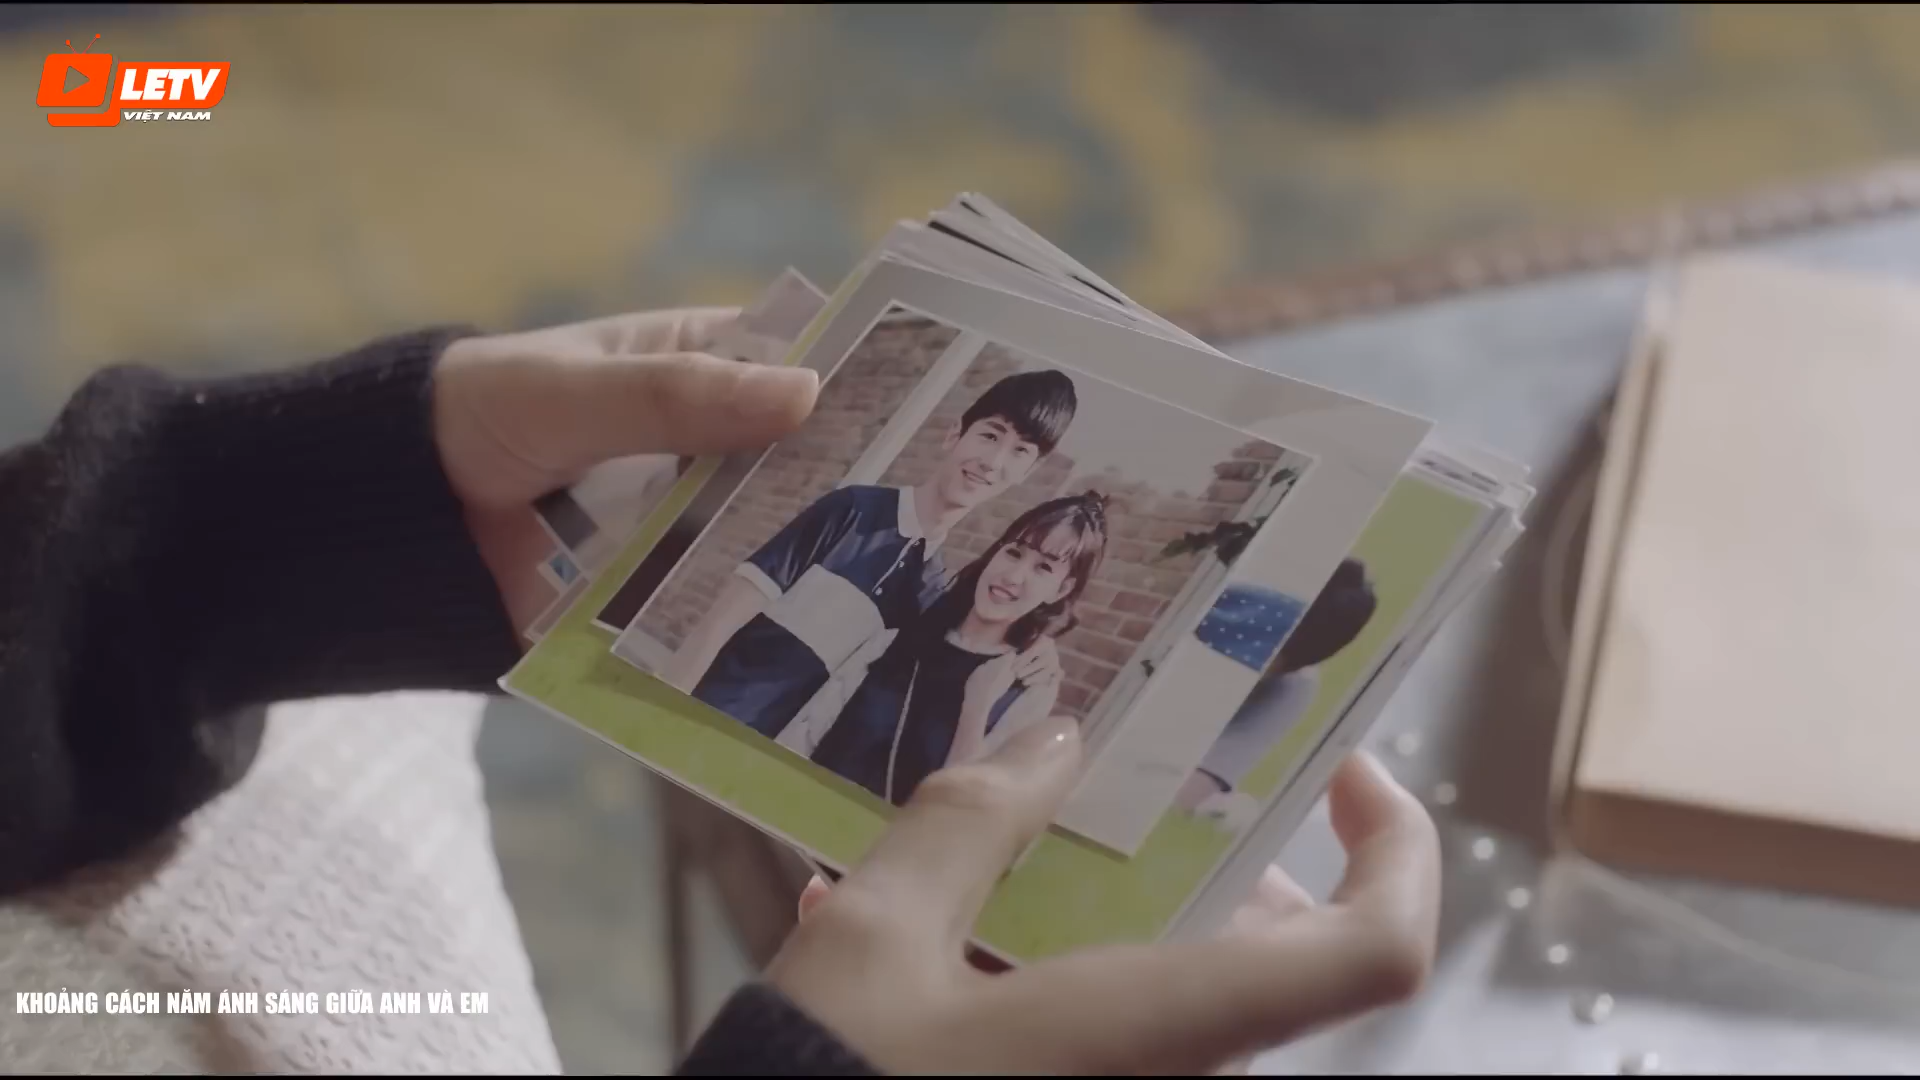 LETV
VIỆT NAM
KHOẢNG CÁCH NĂM ÁNH SÁNG GIỮA ANH VÀ EM